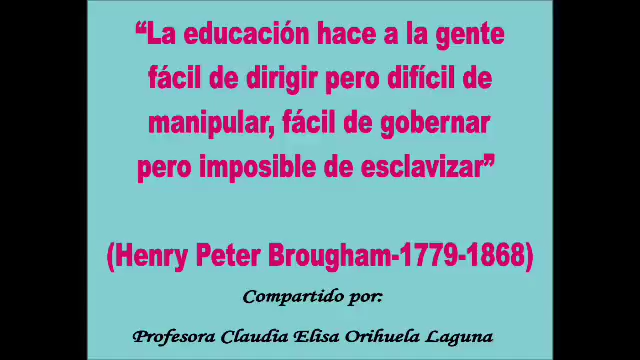 “La educación hace a la gente
fácil de dirigir pero difícil de
manipular, fácil de gobernar
pero imposible de esclavizar”
(Henry Peter Brougham-1779-1868)
Compartido por:
Profesora Claudia Elisa Orihuela Laguna